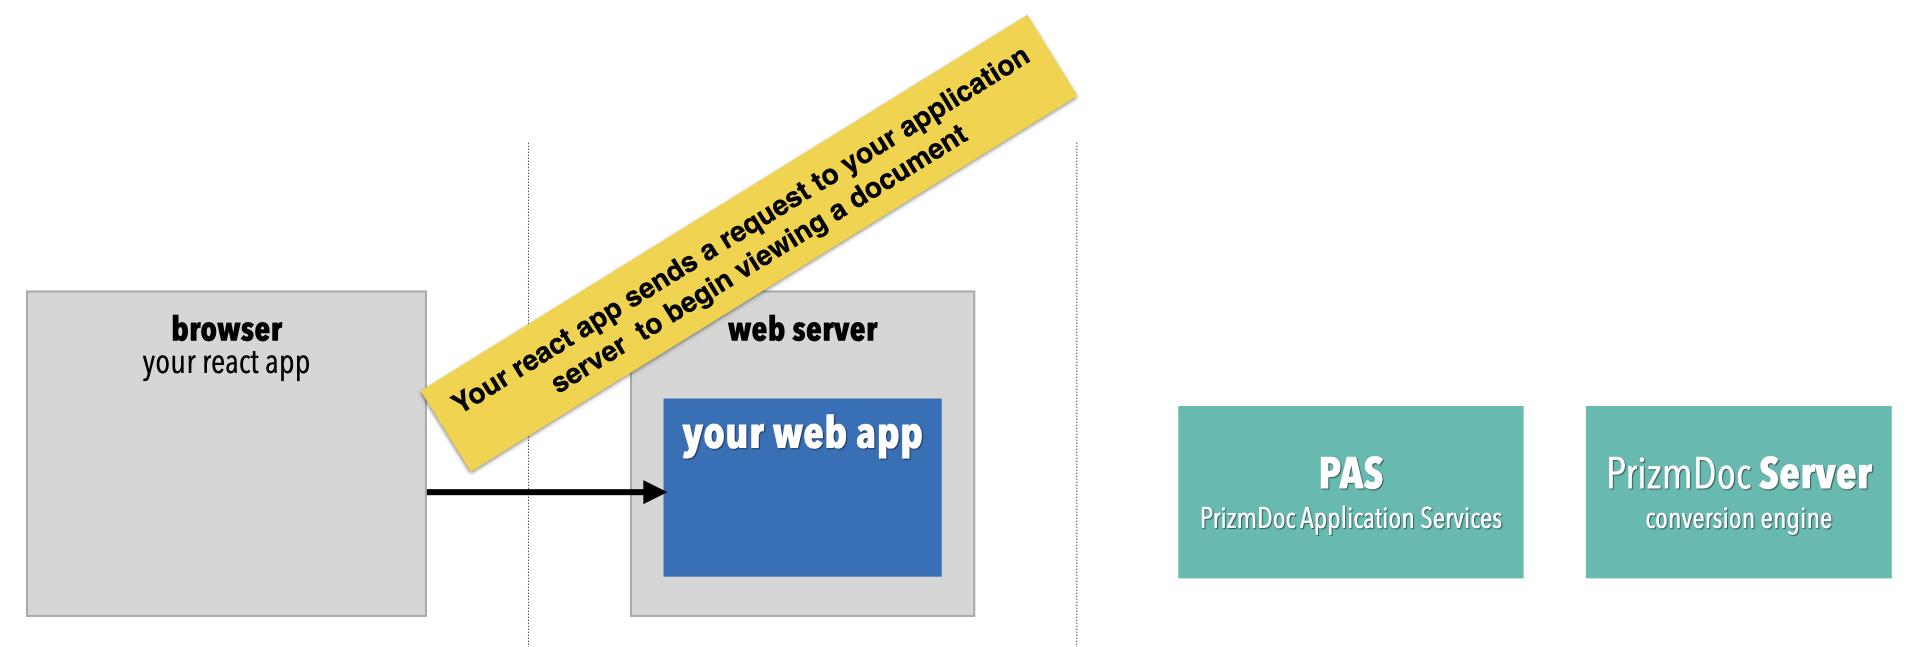 Your react app sends a request to your application
server  to begin viewing a document
browser
your react app
web server
your web app
PAS
PrizmDoc Application Services
PrizmDoc Server
conversion engine